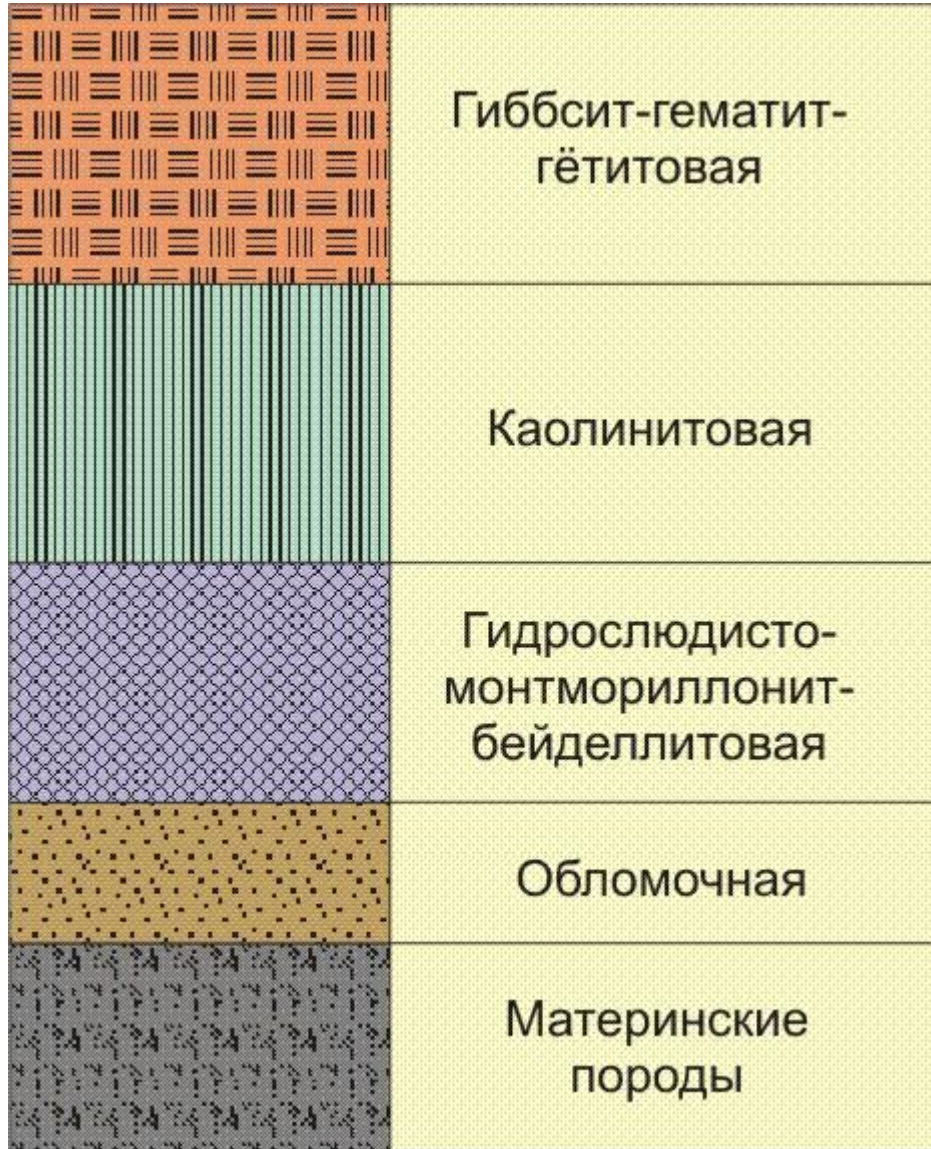 Гиббсит-гематит-
гётитовая
Каолинитовая
Гидрослюдисто-
монтмориллонит-
бейделлитовая
Обломочная
Материнские
породы